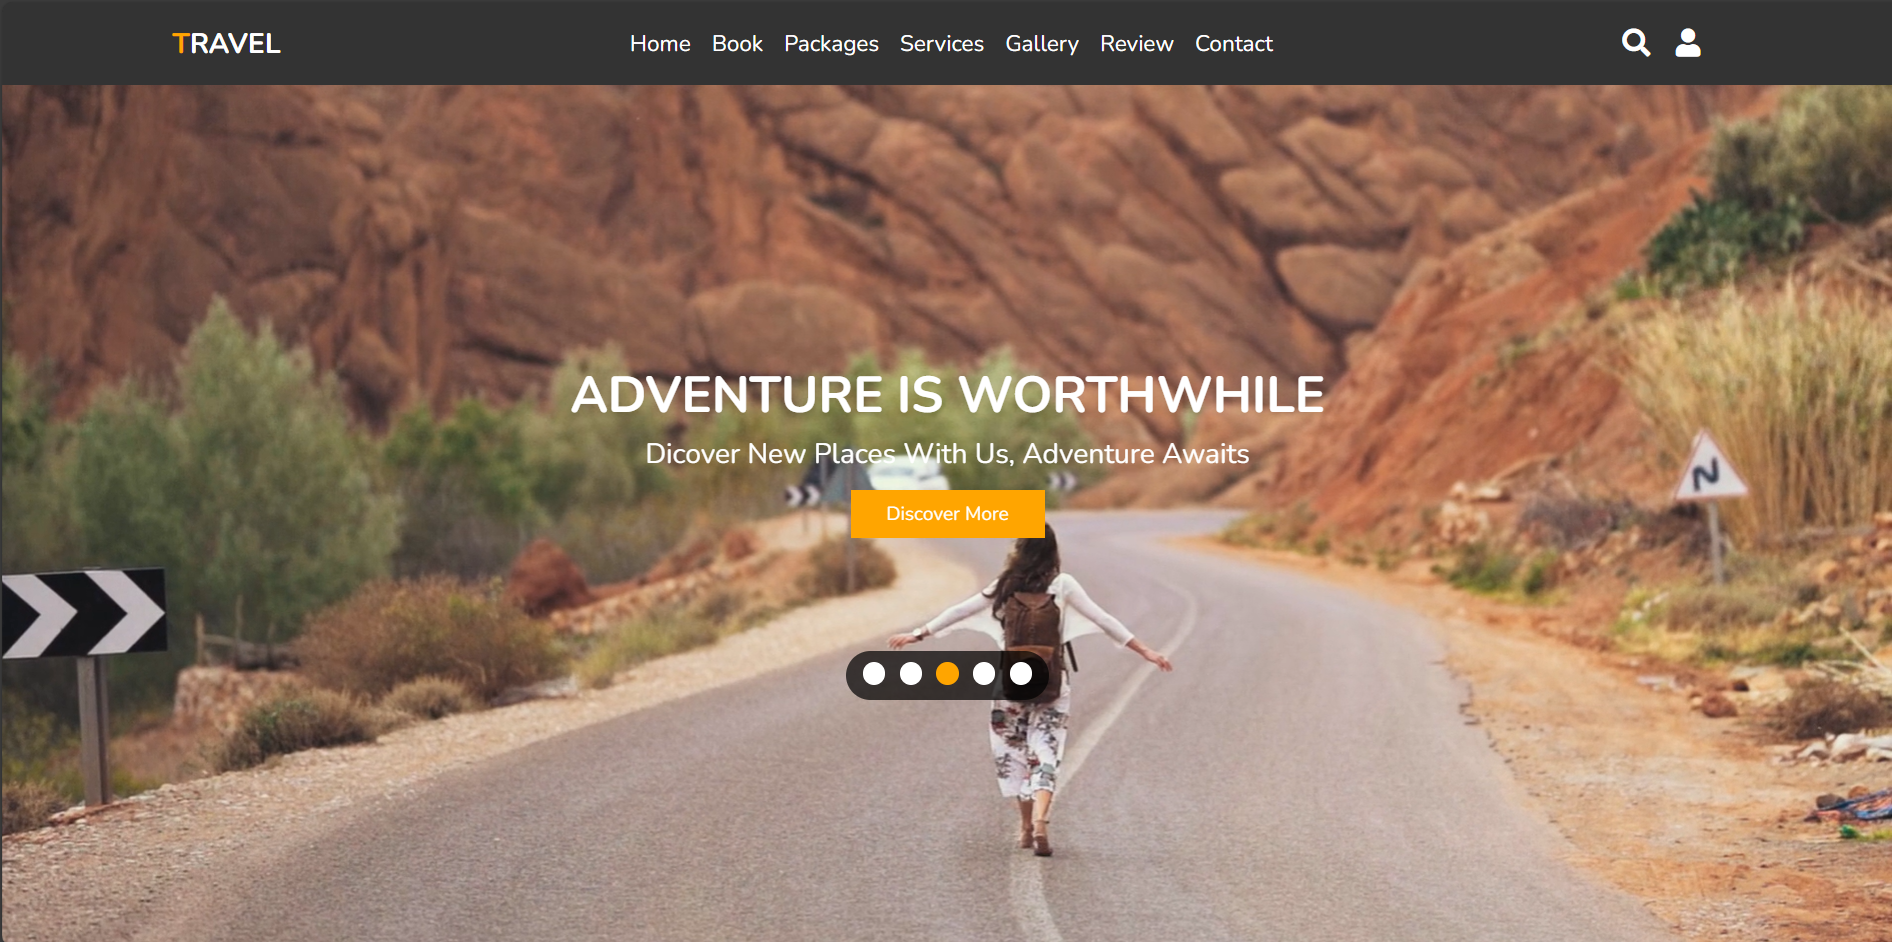 TRAVEL
Home Book Packages Services Gallery Review Contact
ADVENTURE IS WORTHWHILE
Dicover New Places With Us, Adventure Awaits
Discover More